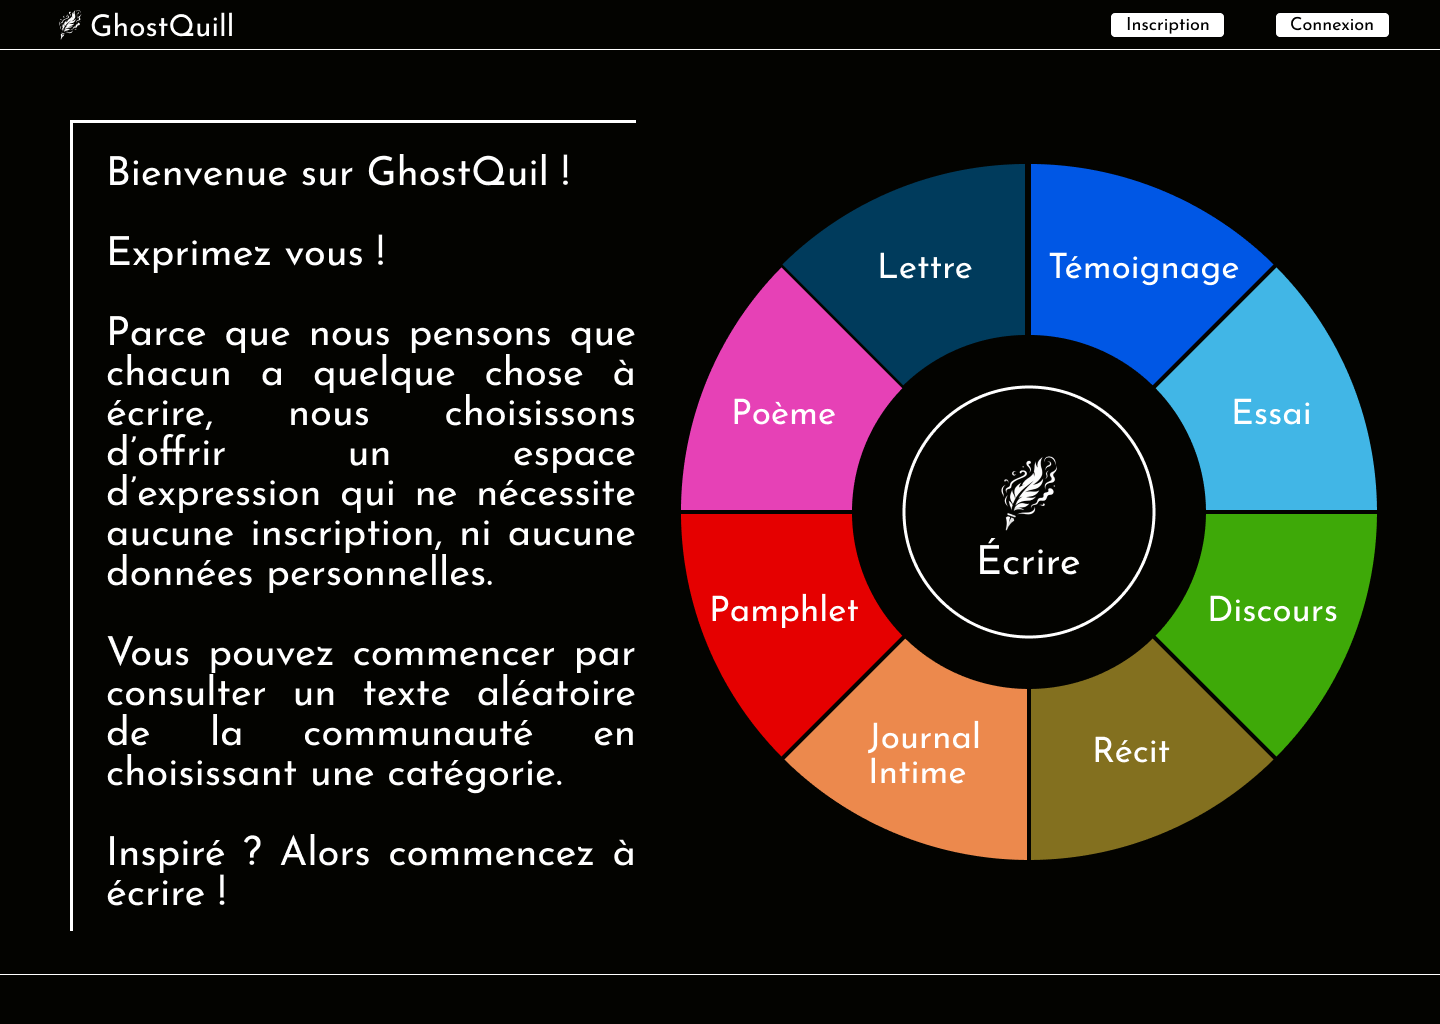 GhostQuill
Inscription
Connexion
Bienvenue sur GhostQuil !
Exprimez vous !
Parce que nous pensons que
chacun a quelque chose à
écrire, nous choisissons
d’offrir un espace
d’expression qui ne nécessite
aucune inscription, ni aucune
données personnelles.
Vous pouvez commencer par
consulter un texte aléatoire
de la communauté en
choisissant une catégorie.
Inspiré ? Alors commencez à
écrire !
Lettre
Témoignage
Poème
Essai
Écrire
Pamphlet
Discours
Journal
Intime
Récit